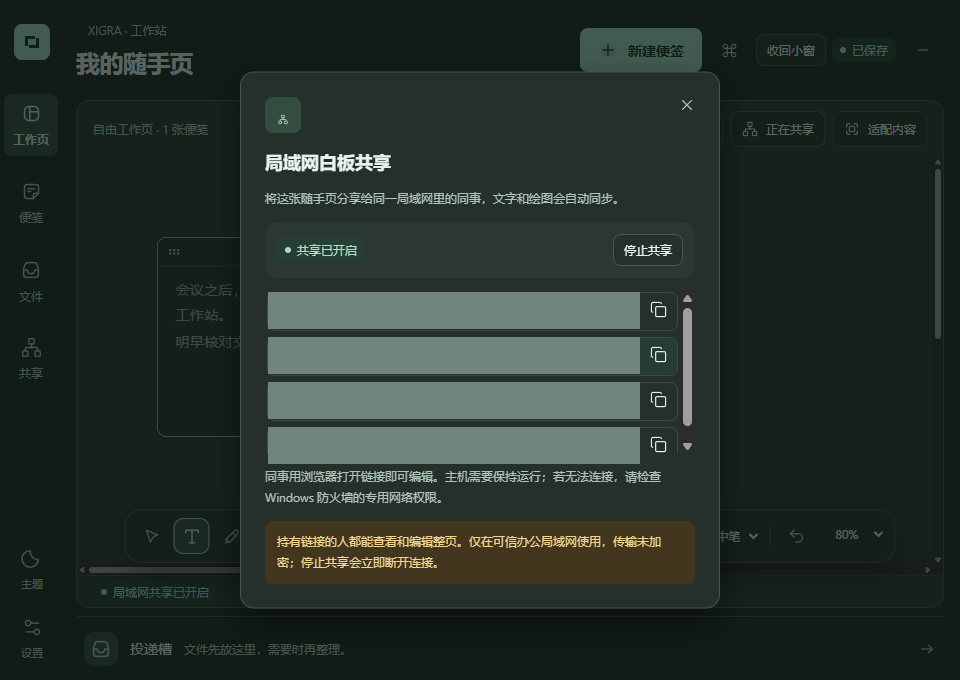 XIGRA · 工作站
我的随手页
新建便签
收回小窗
已保存
工作页
便笺
文件
共享
主题
设置
自由工作页 · 1 张便笺
正在共享
适配内容
会议之后，
工作站。
明早核对
局域网白板共享
将这张随手页分享给同一局域网里的同事，文字和绘图会自动同步。
共享已开启
停止共享
同事用浏览器打开链接即可编辑。主机需要保持运行；若无法连接，请检查
Windows 防火墙的专用网络权限。
持有链接的人都能查看和编辑整页。仅在可信办公局域网使用，传输未加
密；停止共享会立即断开连接。
T
中笔
80%
局域网共享已开启
投递槽
文件先放这里，需要时再整理。